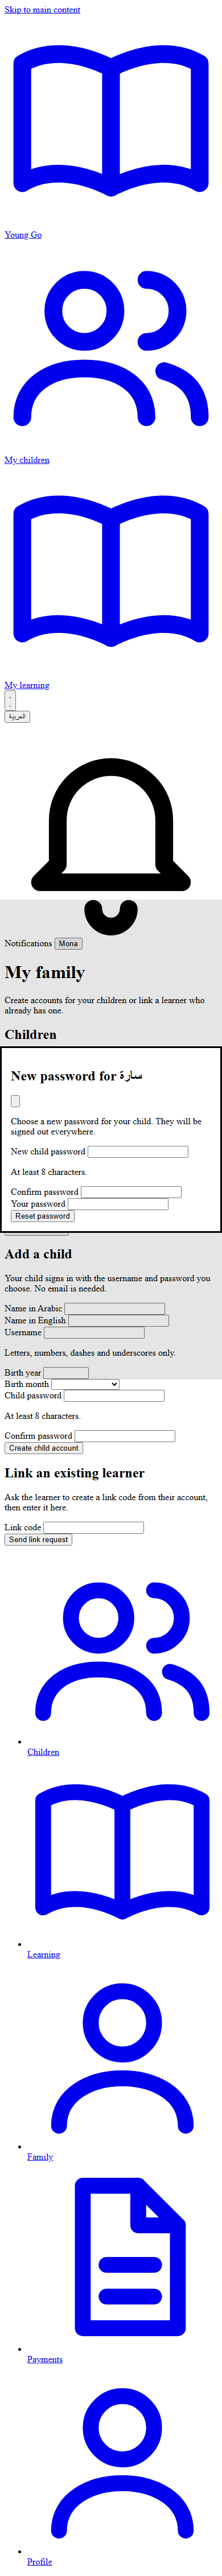 Skip to main content
Young Go
My children
My learning
العربية
Notifications Mona
My family
Create accounts for your children or link a learner who
already has one.
Children
New password for سارة
Choose a new password for your child. They will be
signed out everywhere.
New child password
At least 8 characters.
Confirm password
Your password
Reset password
Add a child
Your child signs in with the username and password you
choose. No email is needed.
Name in Arabic
Name in English
Username
Letters, numbers, dashes and underscores only.
Birth year
Birth month
Child password
At least 8 characters.
Confirm password
Create child account
Link an existing learner
Ask the learner to create a link code from their account,
then enter it here.
Link code
Send link request
Children
Learning
Family
Payments
Profile